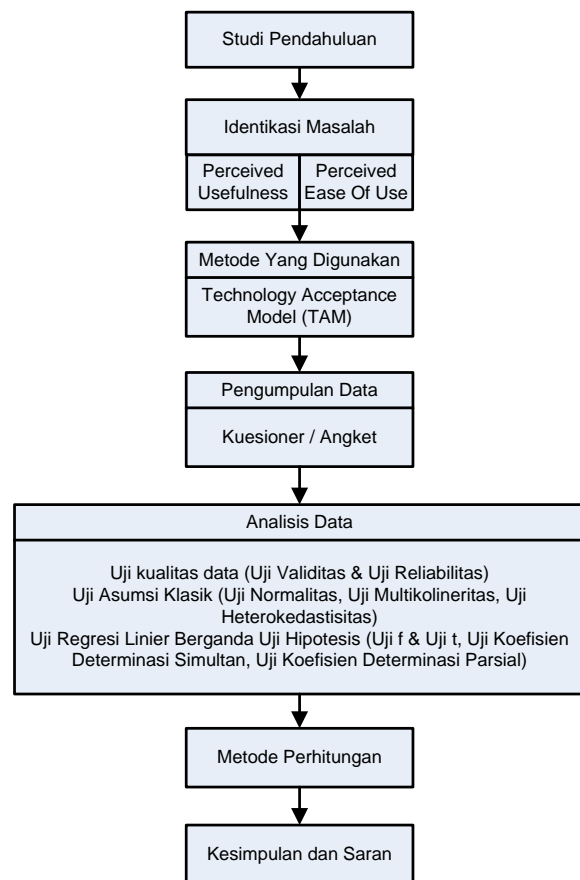 Studi Pendahuluan
Identikasi Masalah
Perceived Usefulness
Perceived Ease Of Use
Metode Yang Digunakan
Technology Acceptance
Model (TAM)
Pengumpulan Data
Kuesioner / Angket
Analisis Data
Uji kualitas data (Uji Validitas & Uji Reliabilitas)
Uji Asumsi Klasik (Uji Normalitas, Uji Multikolineritas, Uji
Heterokedastisitas)
Uji Regresi Linier Berganda Uji Hipotesis (Uji f & Uji t, Uji Koefisien
Determinasi Simultan, Uji Koefisien Determinasi Parsial)
Metode Perhitungan
Kesimpulan dan Saran